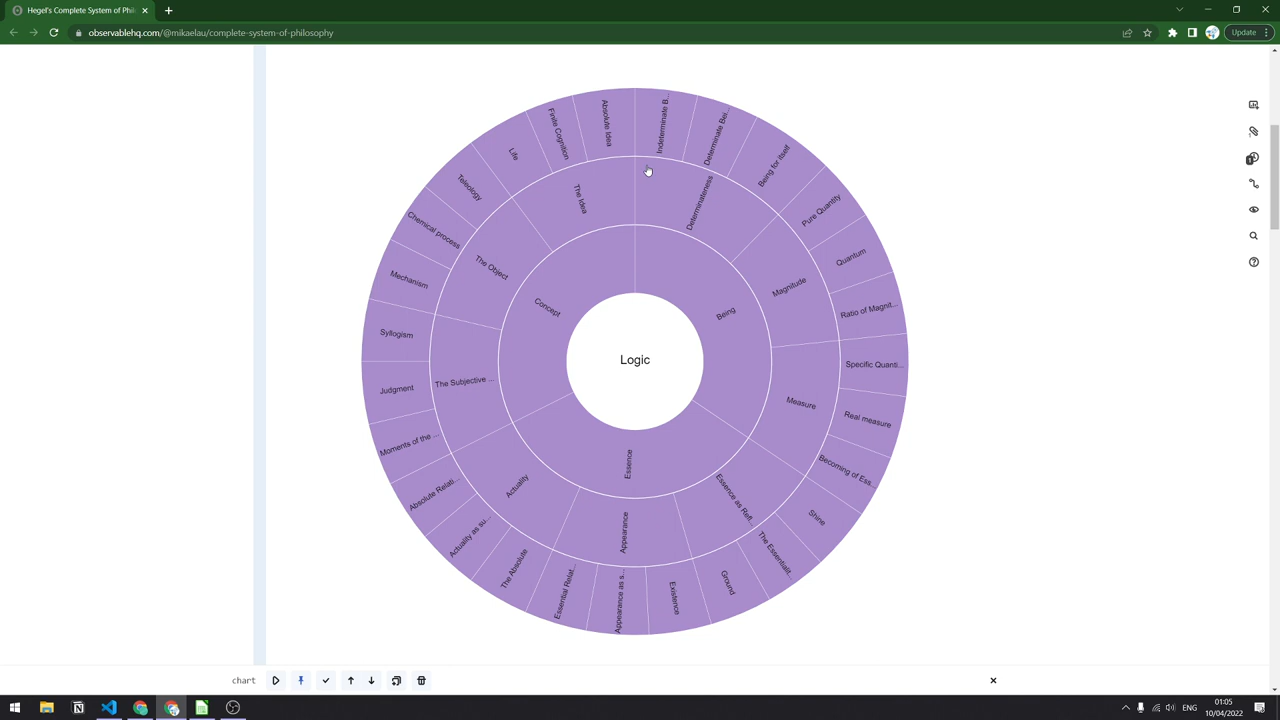 Hegel's Complete System of Phil
observablehq.com/@mikaelau/complete-system-of-philosophy
Update
Logic
Being
Essence
Concept
Determinateness
Magnitude
Measure
Essence as Refl...
Appearance
Actuality
The Subjective ...
The Object
The Idea
Indeterminate B...
Determinate Bei...
Being for itself
Pure Quantity
Quantum
Ratio of Magnit...
Specific Quanti...
Real measure
Becoming of Ess...
Shine
The Essentialit...
Ground
Existence
Appearance as s...
Essential Relat...
The Absolute
Actuality as su...
Absolute Relati...
Moments of the ...
Judgment
Syllogism
Mechanism
Chemical process
Teleology
Life
Finite Cognition
Absolute Idea
chart
ENG
01:05
10/04/2022